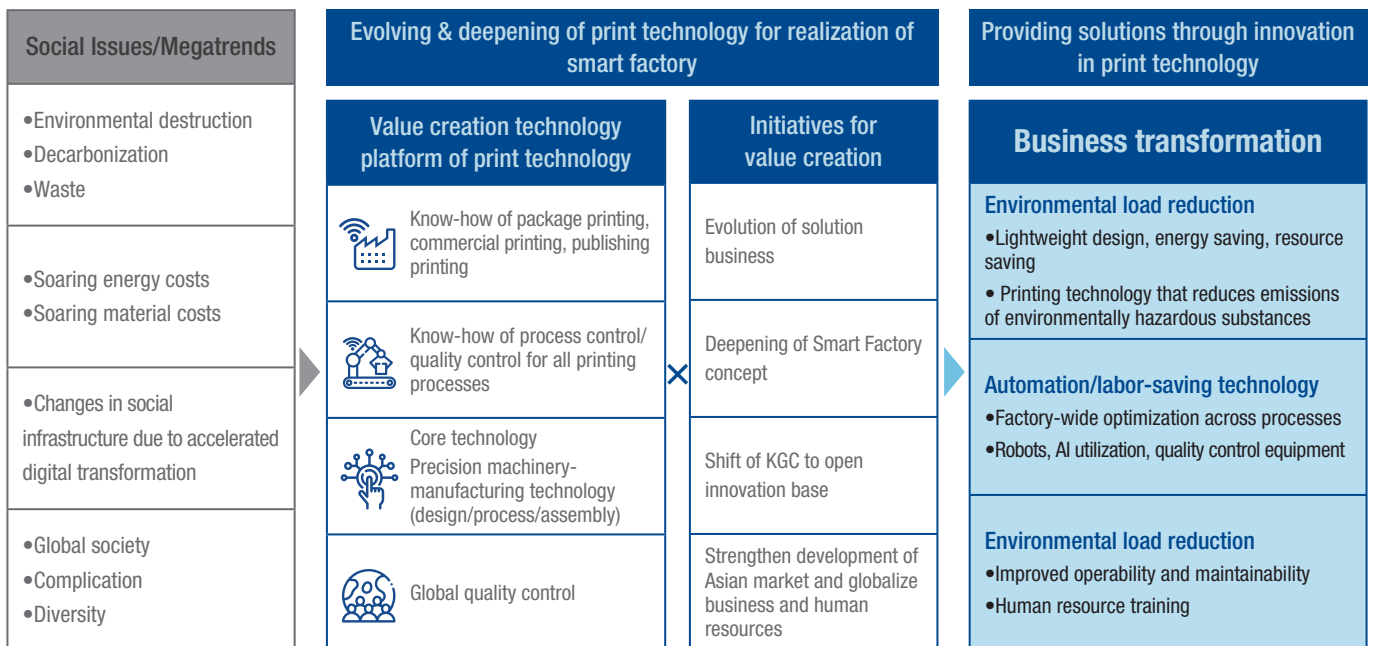 Social Issues/Megatrends
•Environmental destruction
•Decarbonization
•Waste
•Soaring energy costs
•Soaring material costs
•Changes in social
infrastructure due to accelerated
digital transformation
•Global society
•Complication
•Diversity
Evolving & deepening of print technology for realization of
smart factory
Value creation technology
platform of print technology
Know-how of package printing,
commercial printing, publishing
printing
Know-how of process control/
quality control for all printing
processes
Core technology
Precision machinery-
manufacturing technology
(design/process/assembly)
Global quality control
×
Initiatives for
value creation
Evolution of solution
business
Deepening of Smart Factory
concept
Shift of KGC to open
innovation base
Strengthen development of
Asian market and globalize
business and human
resources
Providing solutions through innovation
in print technology
Business transformation
Environmental load reduction
•Lightweight design, energy saving, resource
saving
• Printing technology that reduces emissions
of environmentally hazardous substances
Automation/labor-saving technology
•Factory-wide optimization across processes
•Robots, AI utilization, quality control equipment
Environmental load reduction
•Improved operability and maintainability
•Human resource training